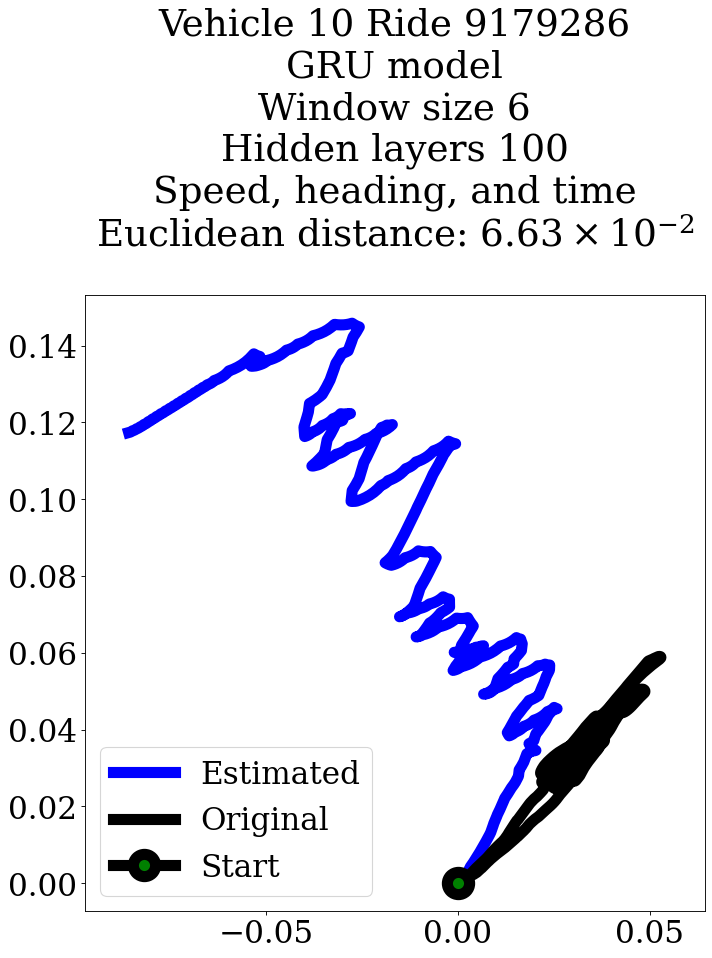 Vehicle 10 Ride 9179286
GRU model
Window size 6
Hidden layers 100
Speed, heading, and time
Euclidean distance: 6.63 × 10⁻²
0.14
0.12
0.10
0.08
0.06
0.04
0.02
0.00
Estimated
Original
Start
−0.05 0.00 0.05